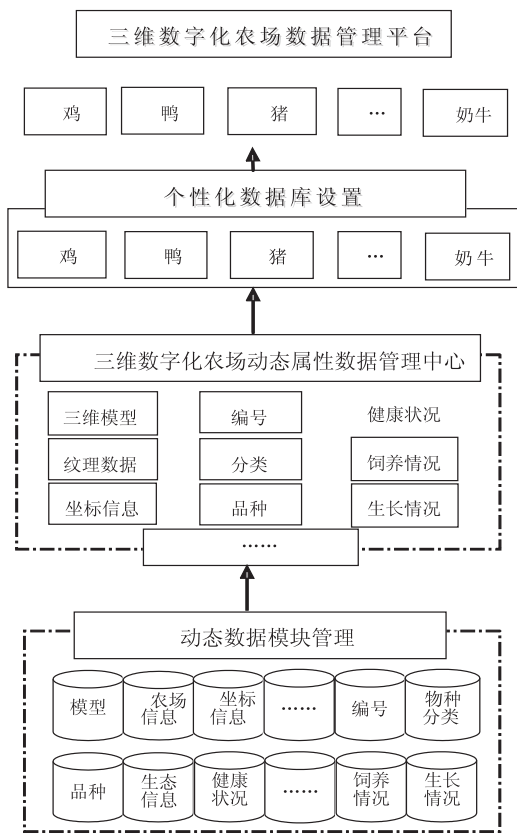 三维数字化农场数据管理平台
鸡 鸭 猪 … 奶牛
个性化数据库设置
鸡 鸭 猪 … 奶牛
三维数字化农场动态属性数据管理中心
三维模型 编号 健康状况
纹理数据 分类 饲养情况
坐标信息 品种 生长情况
……
动态数据模块管理
模型 农场信息 坐标信息 …… 编号 物种分类
品种 生态信息 健康状况 …… 饲养情况 生长情况